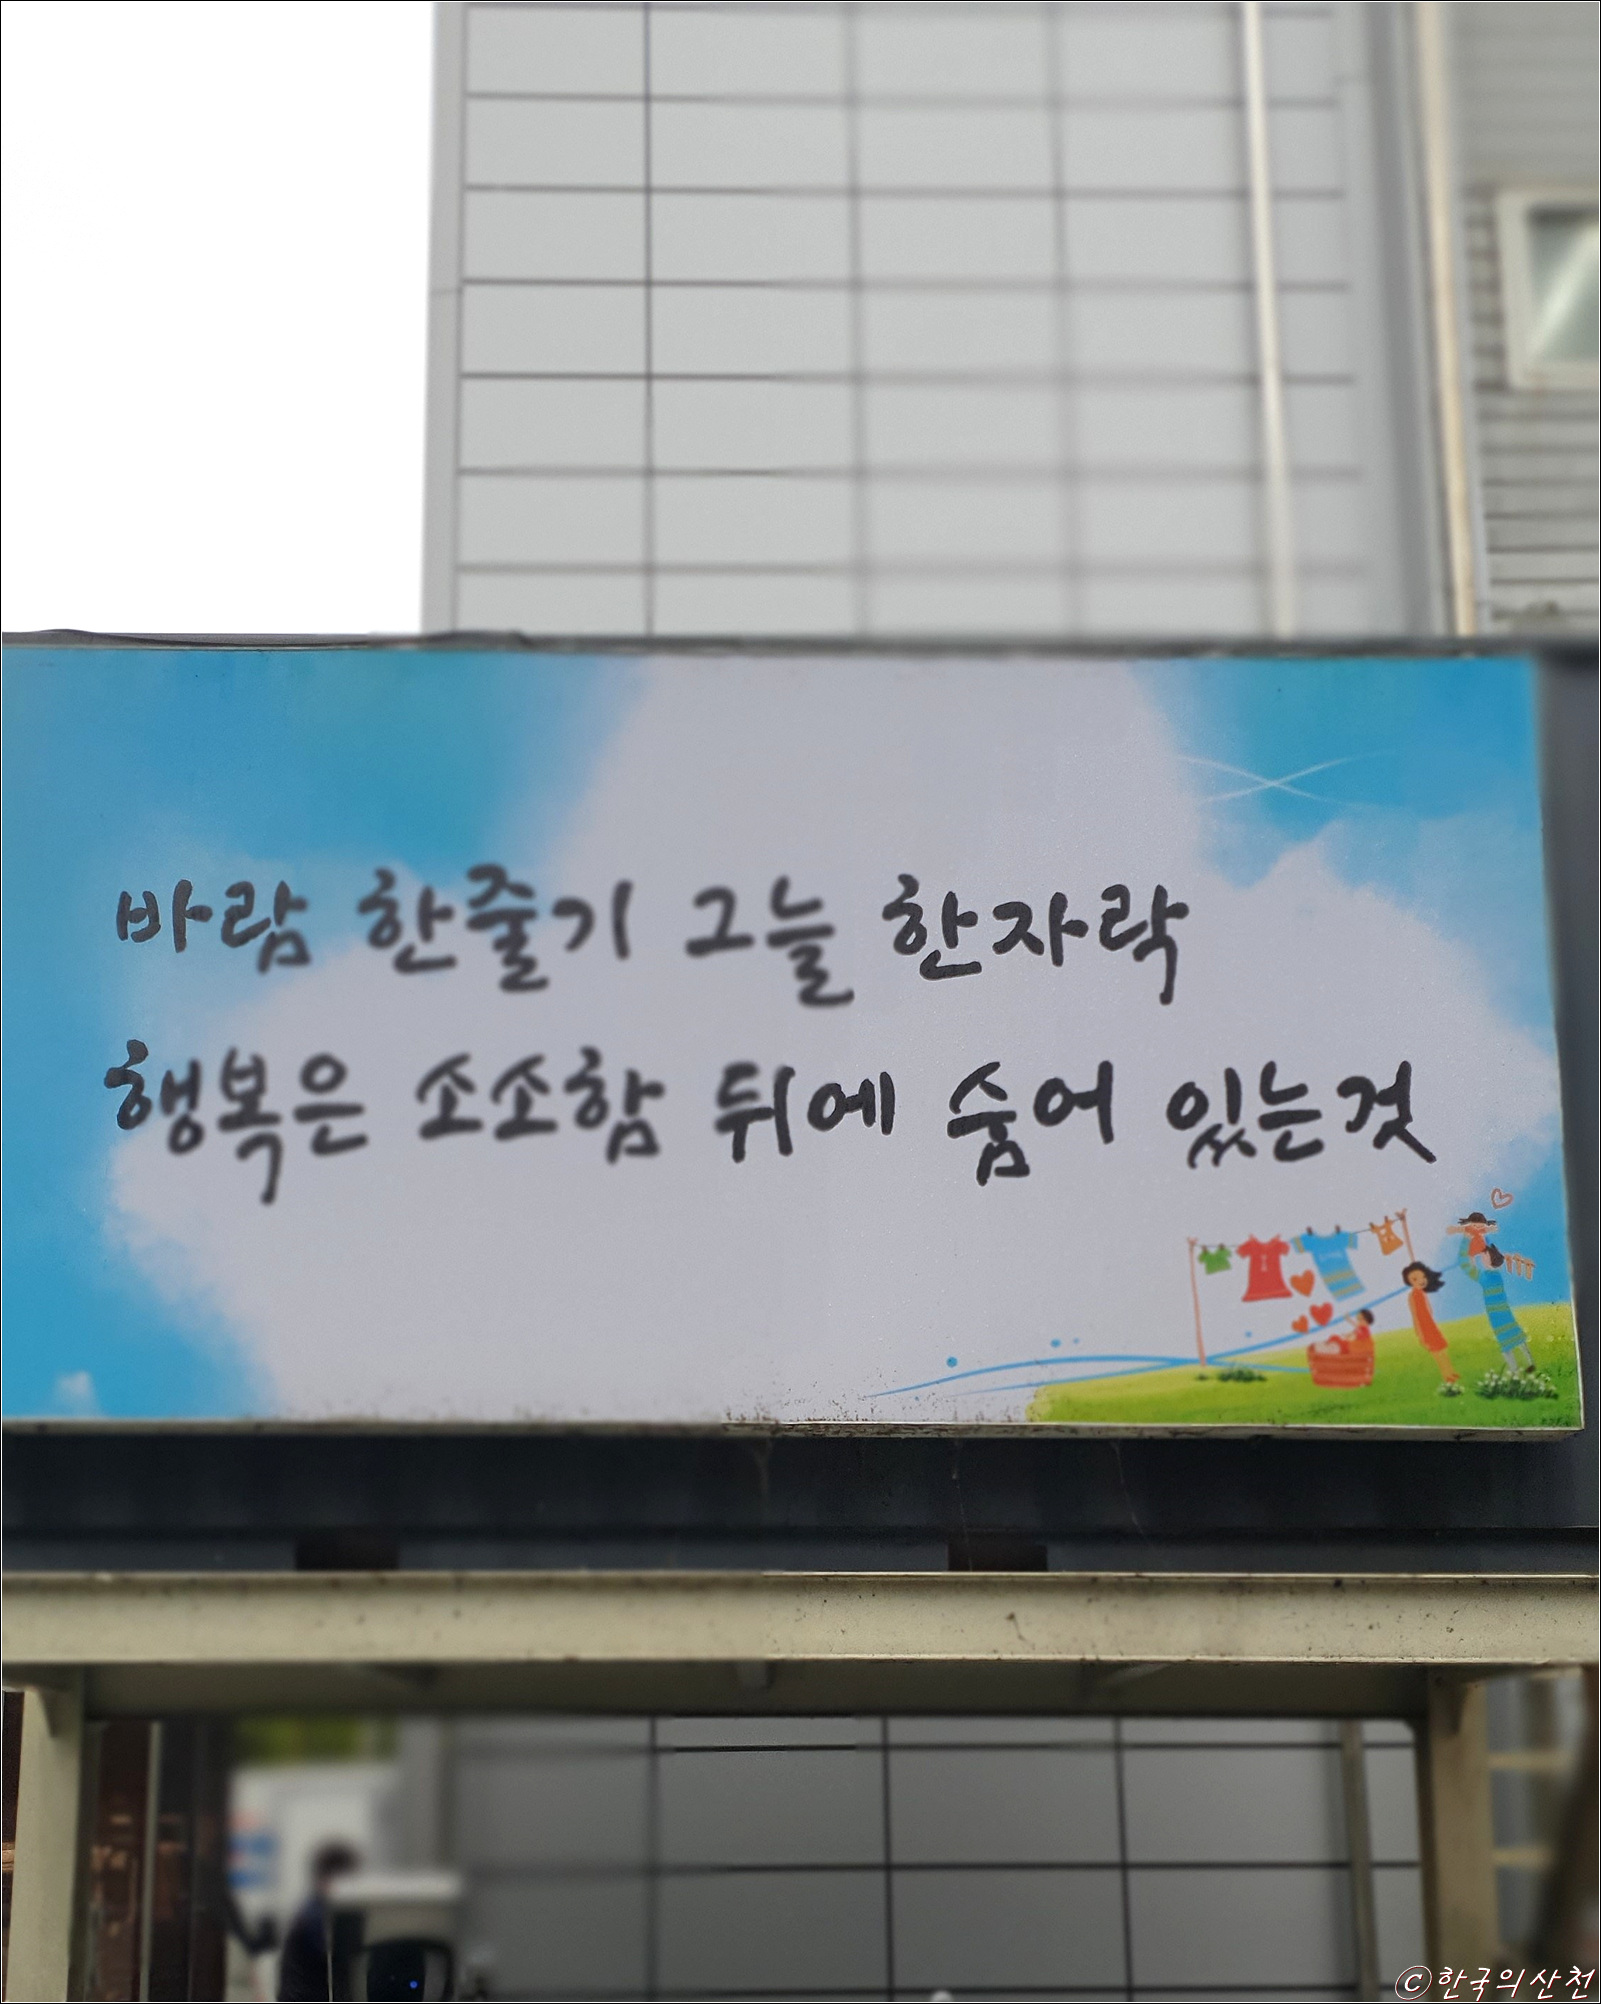 바람 한줄기 그늘 한자락
행복은 소소함 뒤에 숨어 있는것
©한국의산천